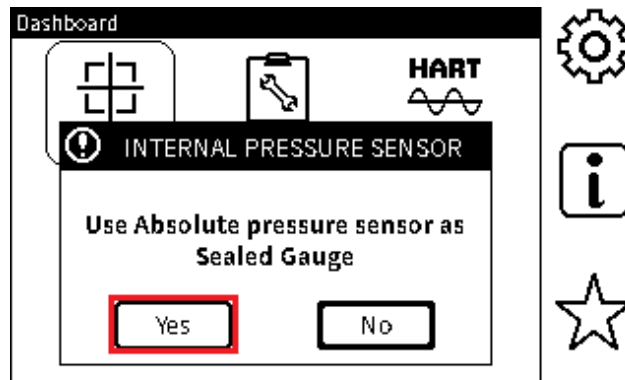 Dashboard
HART
INTERNAL PRESSURE SENSOR
Use Absolute pressure sensor as
Sealed Gauge
Yes
No